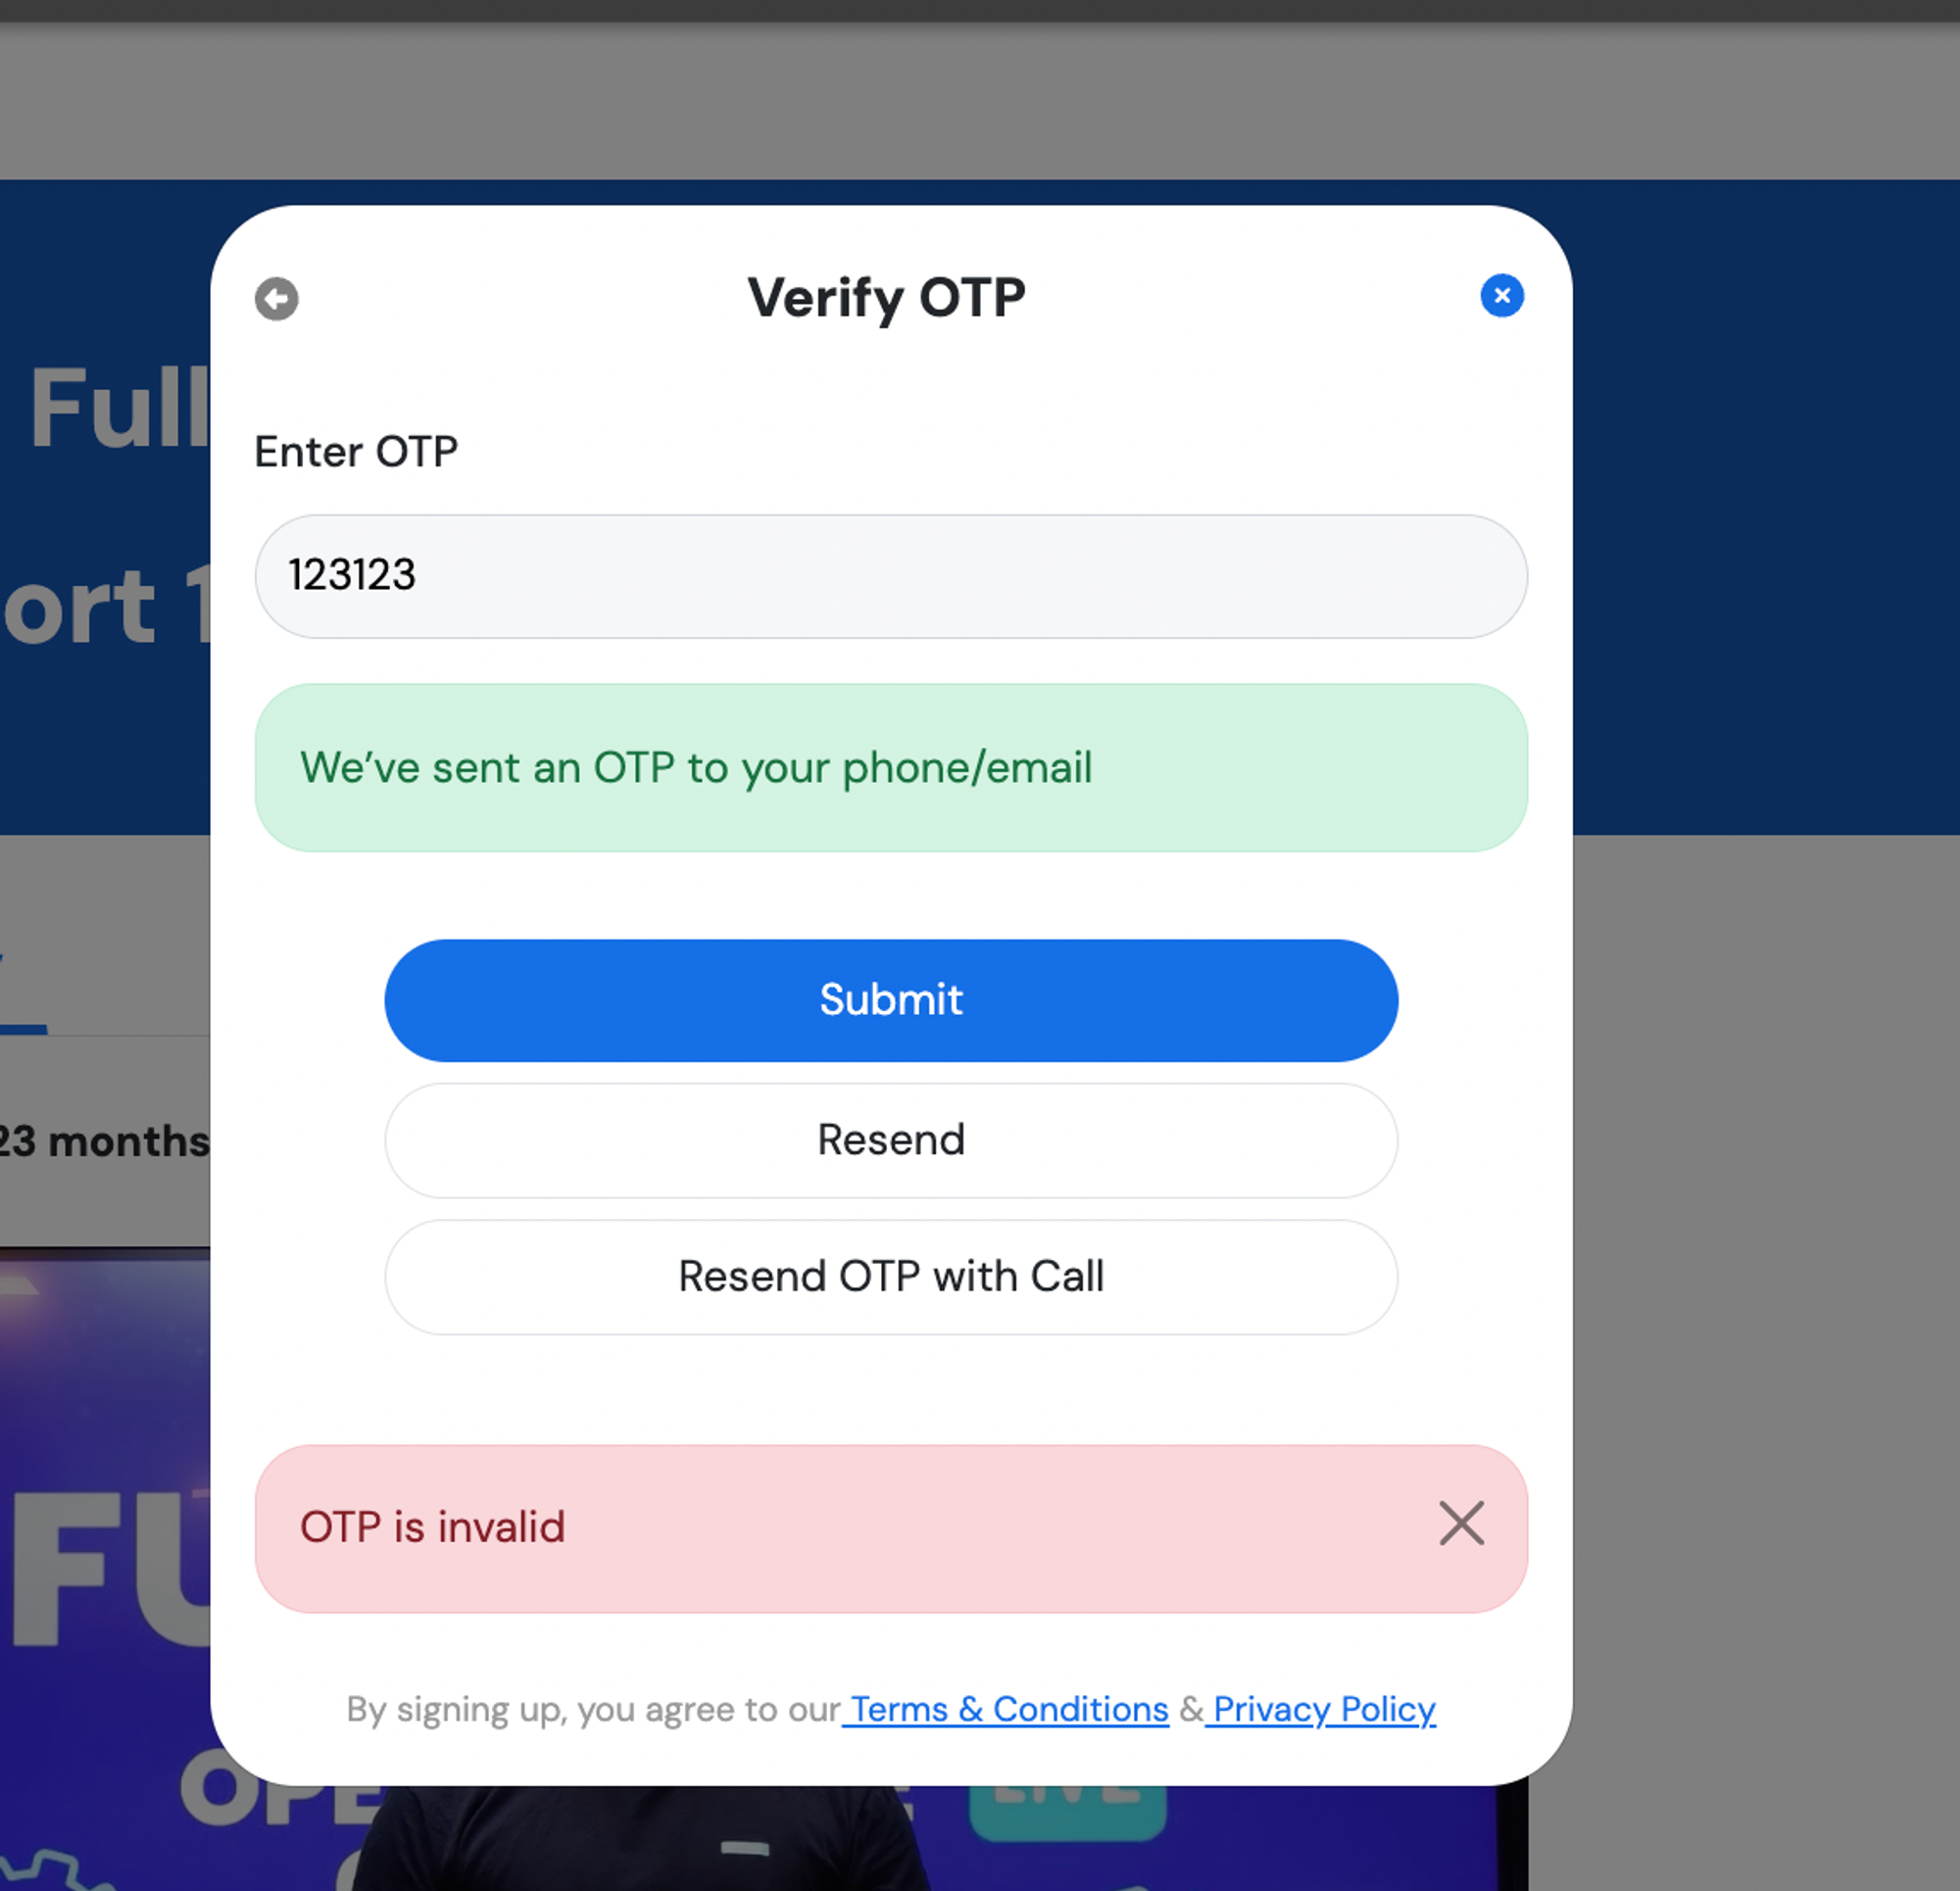 Verify OTP
Full
ort 1
Enter OTP
123123
We've sent an OTP to your phone/email
Submit
Resend
23 months
Resend OTP with Call
FU
OTP is invalid
By signing up, you agree to our Terms & Conditions & Privacy Policy
OPE
LIVE